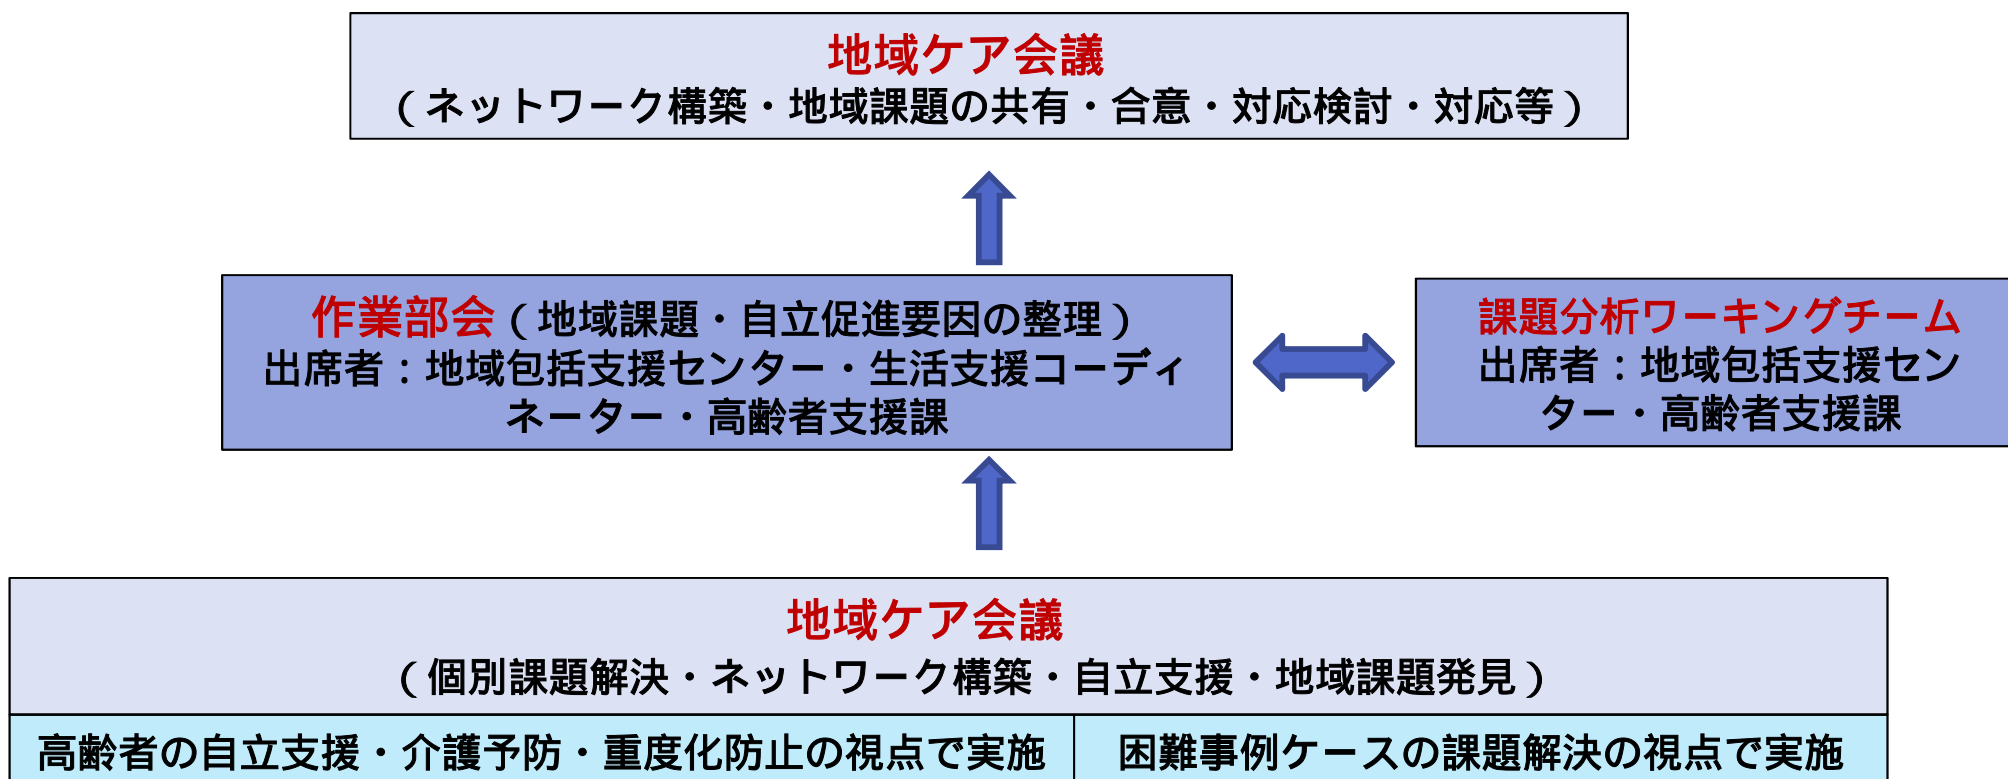 地域ケア会議
（ネットワーク構築・地域課題の共有・合意・対応検討・対応等）
作業部会（地域課題・自立促進要因の整理）
出席者：地域包括支援センター・生活支援コーディ
ネーター・高齢者支援課
課題分析ワーキングチーム
出席者：地域包括支援セン
ター・高齢者支援課
地域ケア会議
（個別課題解決・ネットワーク構築・自立支援・地域課題発見）
高齢者の自立支援・介護予防・重度化防止の視点で実施
困難事例ケースの課題解決の視点で実施